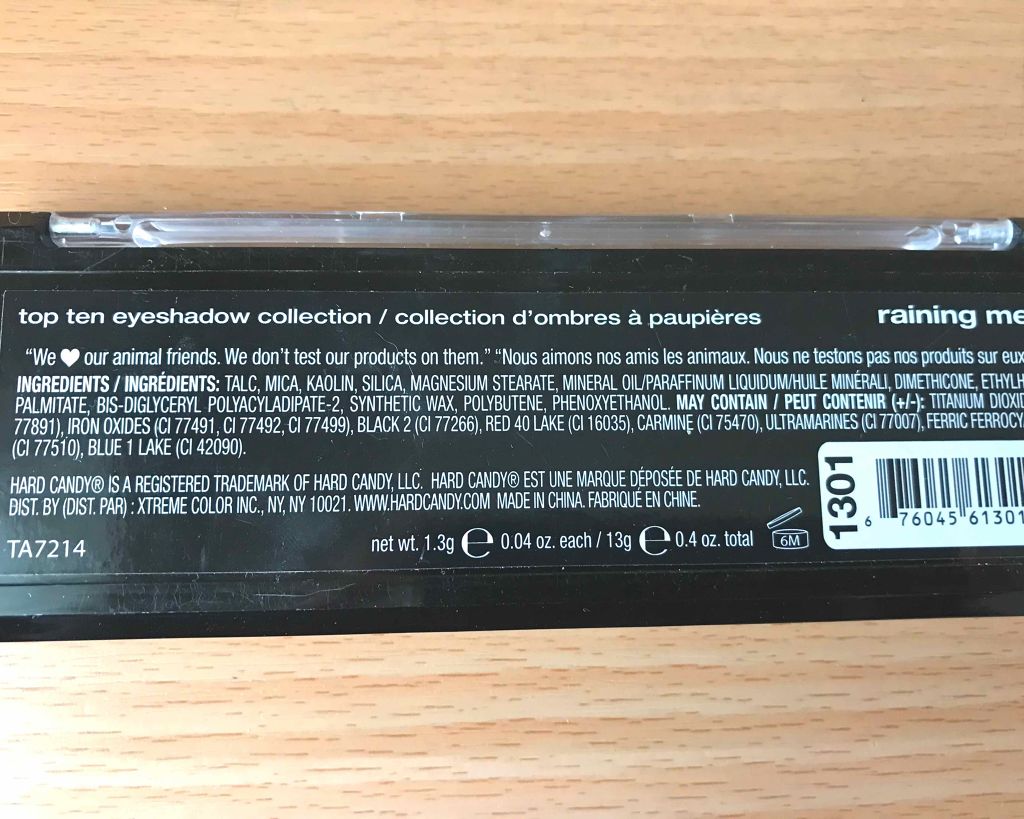 top ten eyeshadow collection / collection d'ombres à paupières
raining me
"We ♥ our animal friends. We don't test our products on them." "Nous aimons nos amis les animaux. Nous ne testons pas nos produits sur eux
INGREDIENTS / INGRÉDIENTS: TALC, MICA, KAOLIN, SILICA, MAGNESIUM STEARATE, MINERAL OIL/PARAFFINUM LIQUIDUM/HUILE MINÉRALI, DIMETHICONE, ETHYLH
PALMITATE, BIS-DIGLYCERYL POLYACYLADIPATE-2, SYNTHETIC WAX, POLYBUTENE, PHENOXYETHANOL. MAY CONTAIN / PEUT CONTENIR (+/-): TITANIUM DIOXID
77891), IRON OXIDES (CI 77491, CI 77492, CI 77499), BLACK 2 (CI 77266), RED 40 LAKE (CI 16035), CARMINE (CI 75470), ULTRAMARINES (CI 77007), FERRIC FERROCY
(CI 77510), BLUE 1 LAKE (CI 42090).
HARD CANDY® IS A REGISTERED TRADEMARK OF HARD CANDY, LLC. HARD CANDY® EST UNE MARQUE DÉPOSÉE DE HARD CANDY, LLC.
DIST. BY (DIST. PAR) : XTREME COLOR INC., NY, NY 10021. WWW.HARDCANDY.COM MADE IN CHINA. FABRIQUÉ EN CHINE.
TA7214
net wt. 1.3g ℮ 0.04 oz. each / 13g ℮ 0.4 oz. total
6M
1301
6 76045 61301